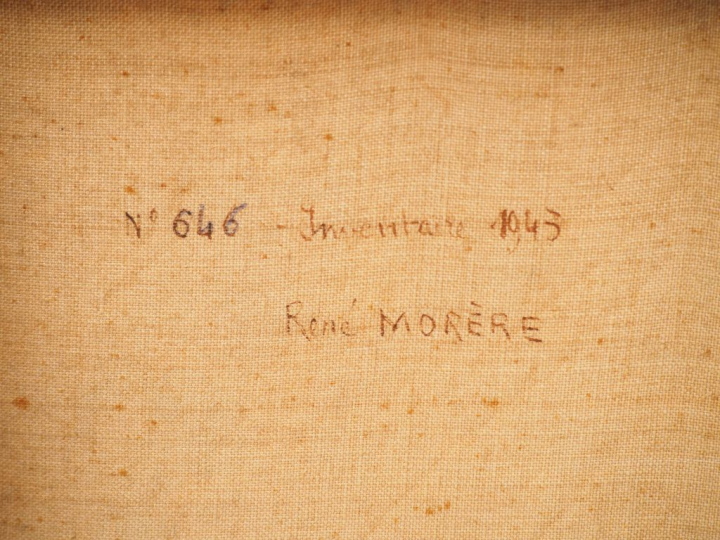 N° 646 - Inventaire 1943
René MORÈRE